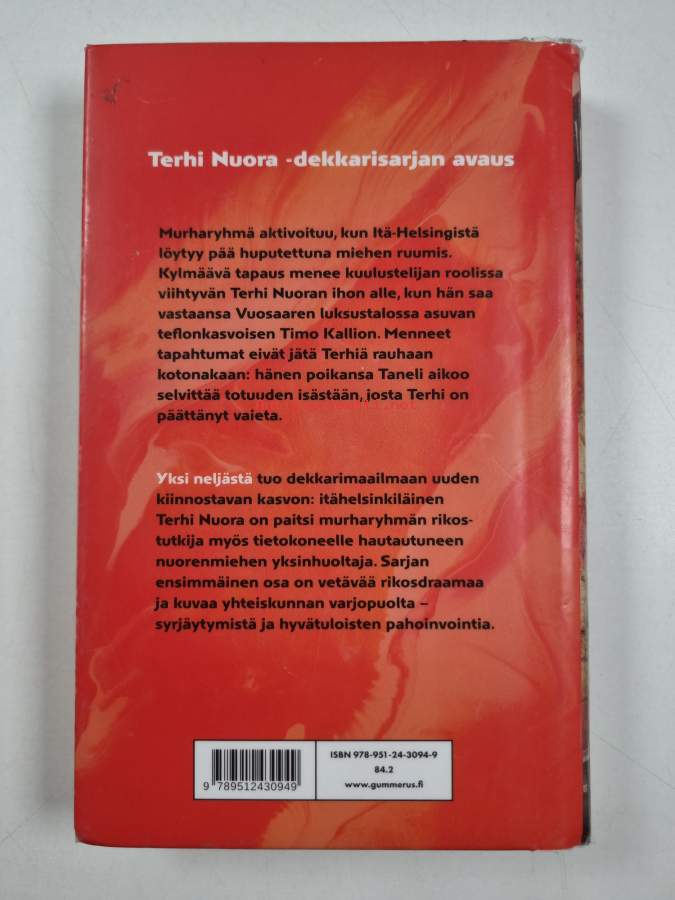 Terhi Nuora -dekkarisarjan avaus
Murharyhmä aktivoituu, kun Itä-Helsingistä
löytyy pää huputettuna miehen ruumis.
Kylmäävä tapaus menee kuulustelijan roolissa
viihtyvän Terhi Nuoran ihon alle, kun hän saa
vastaansa Vuosaaren luksustalossa asuvan
teflonkasvoisen Timo Kallion. Menneet
tapahtumat eivät jätä Terhiä rauhaan
kotonakaan: hänen poikansa Taneli aikoo
selvittää totuuden isästään, josta Terhi on
päättänyt vaieta.
Yksi neljästä tuo dekkarimaailmaan uuden
kiinnostavan kasvon: itähelsinkiläinen
Terhi Nuora on paitsi murharyhmän rikos-
tutkija myös tietokoneelle hautautuneen
nuorenmiehen yksinhuoltaja. Sarjan
ensimmäinen osa on vetävää rikosdraamaa
ja kuvaa yhteiskunnan varjopuolta –
syrjäytymistä ja hyvätuloisten pahoinvointia.
ISBN 978-951-24-3094-9
84.2
www.gummerus.fi
9 789512 430949